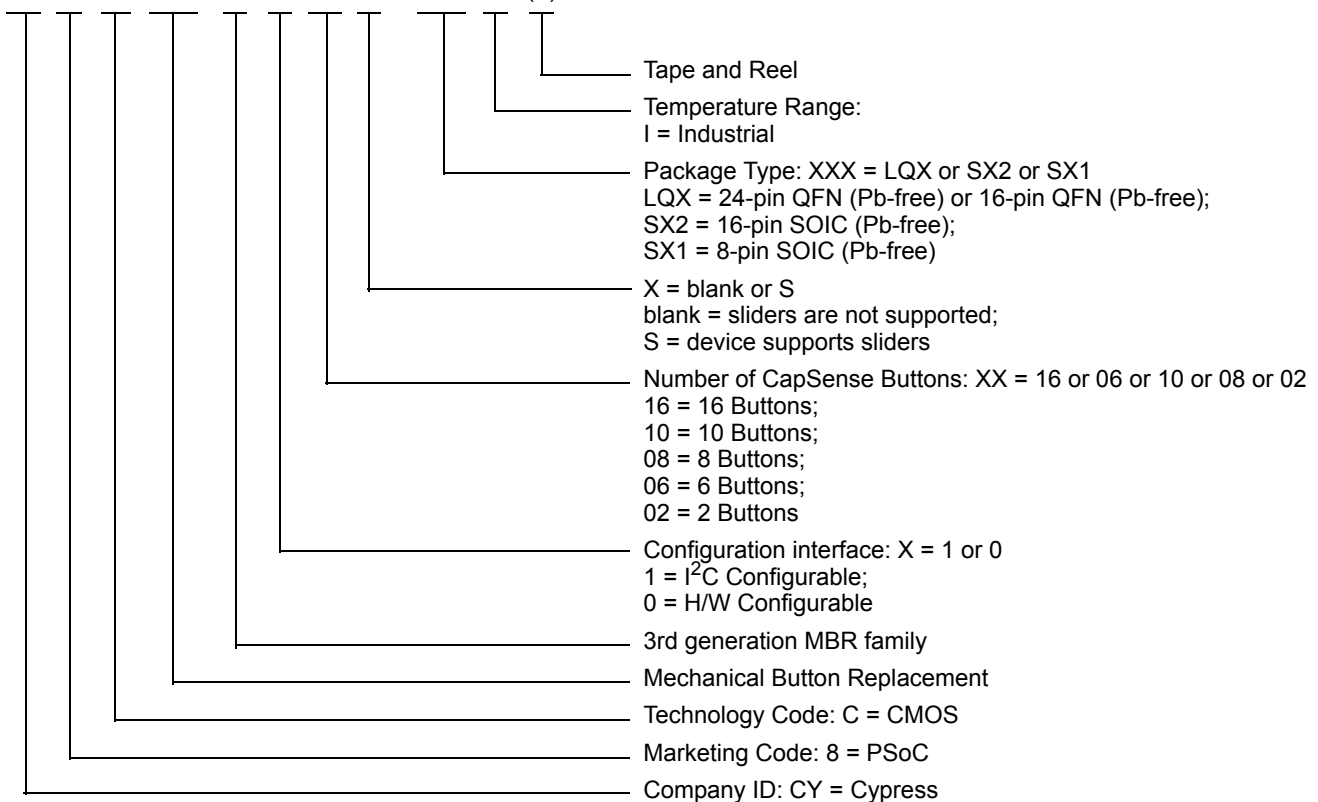 Tape and Reel
Temperature Range:
I = Industrial
Package Type: XXX = LQX or SX2 or SX1
LQX = 24-pin QFN (Pb-free) or 16-pin QFN (Pb-free);
SX2 = 16-pin SOIC (Pb-free);
SX1 = 8-pin SOIC (Pb-free)
X = blank or S
blank = sliders are not supported;
S = device supports sliders
Number of CapSense Buttons: XX = 16 or 06 or 10 or 08 or 02
16 = 16 Buttons;
10 = 10 Buttons;
08 = 8 Buttons;
06 = 6 Buttons;
02 = 2 Buttons
Configuration interface: X = 1 or 0
1 = I²C Configurable;
0 = H/W Configurable
3rd generation MBR family
Mechanical Button Replacement
Technology Code: C = CMOS
Marketing Code: 8 = PSoC
Company ID: CY = Cypress